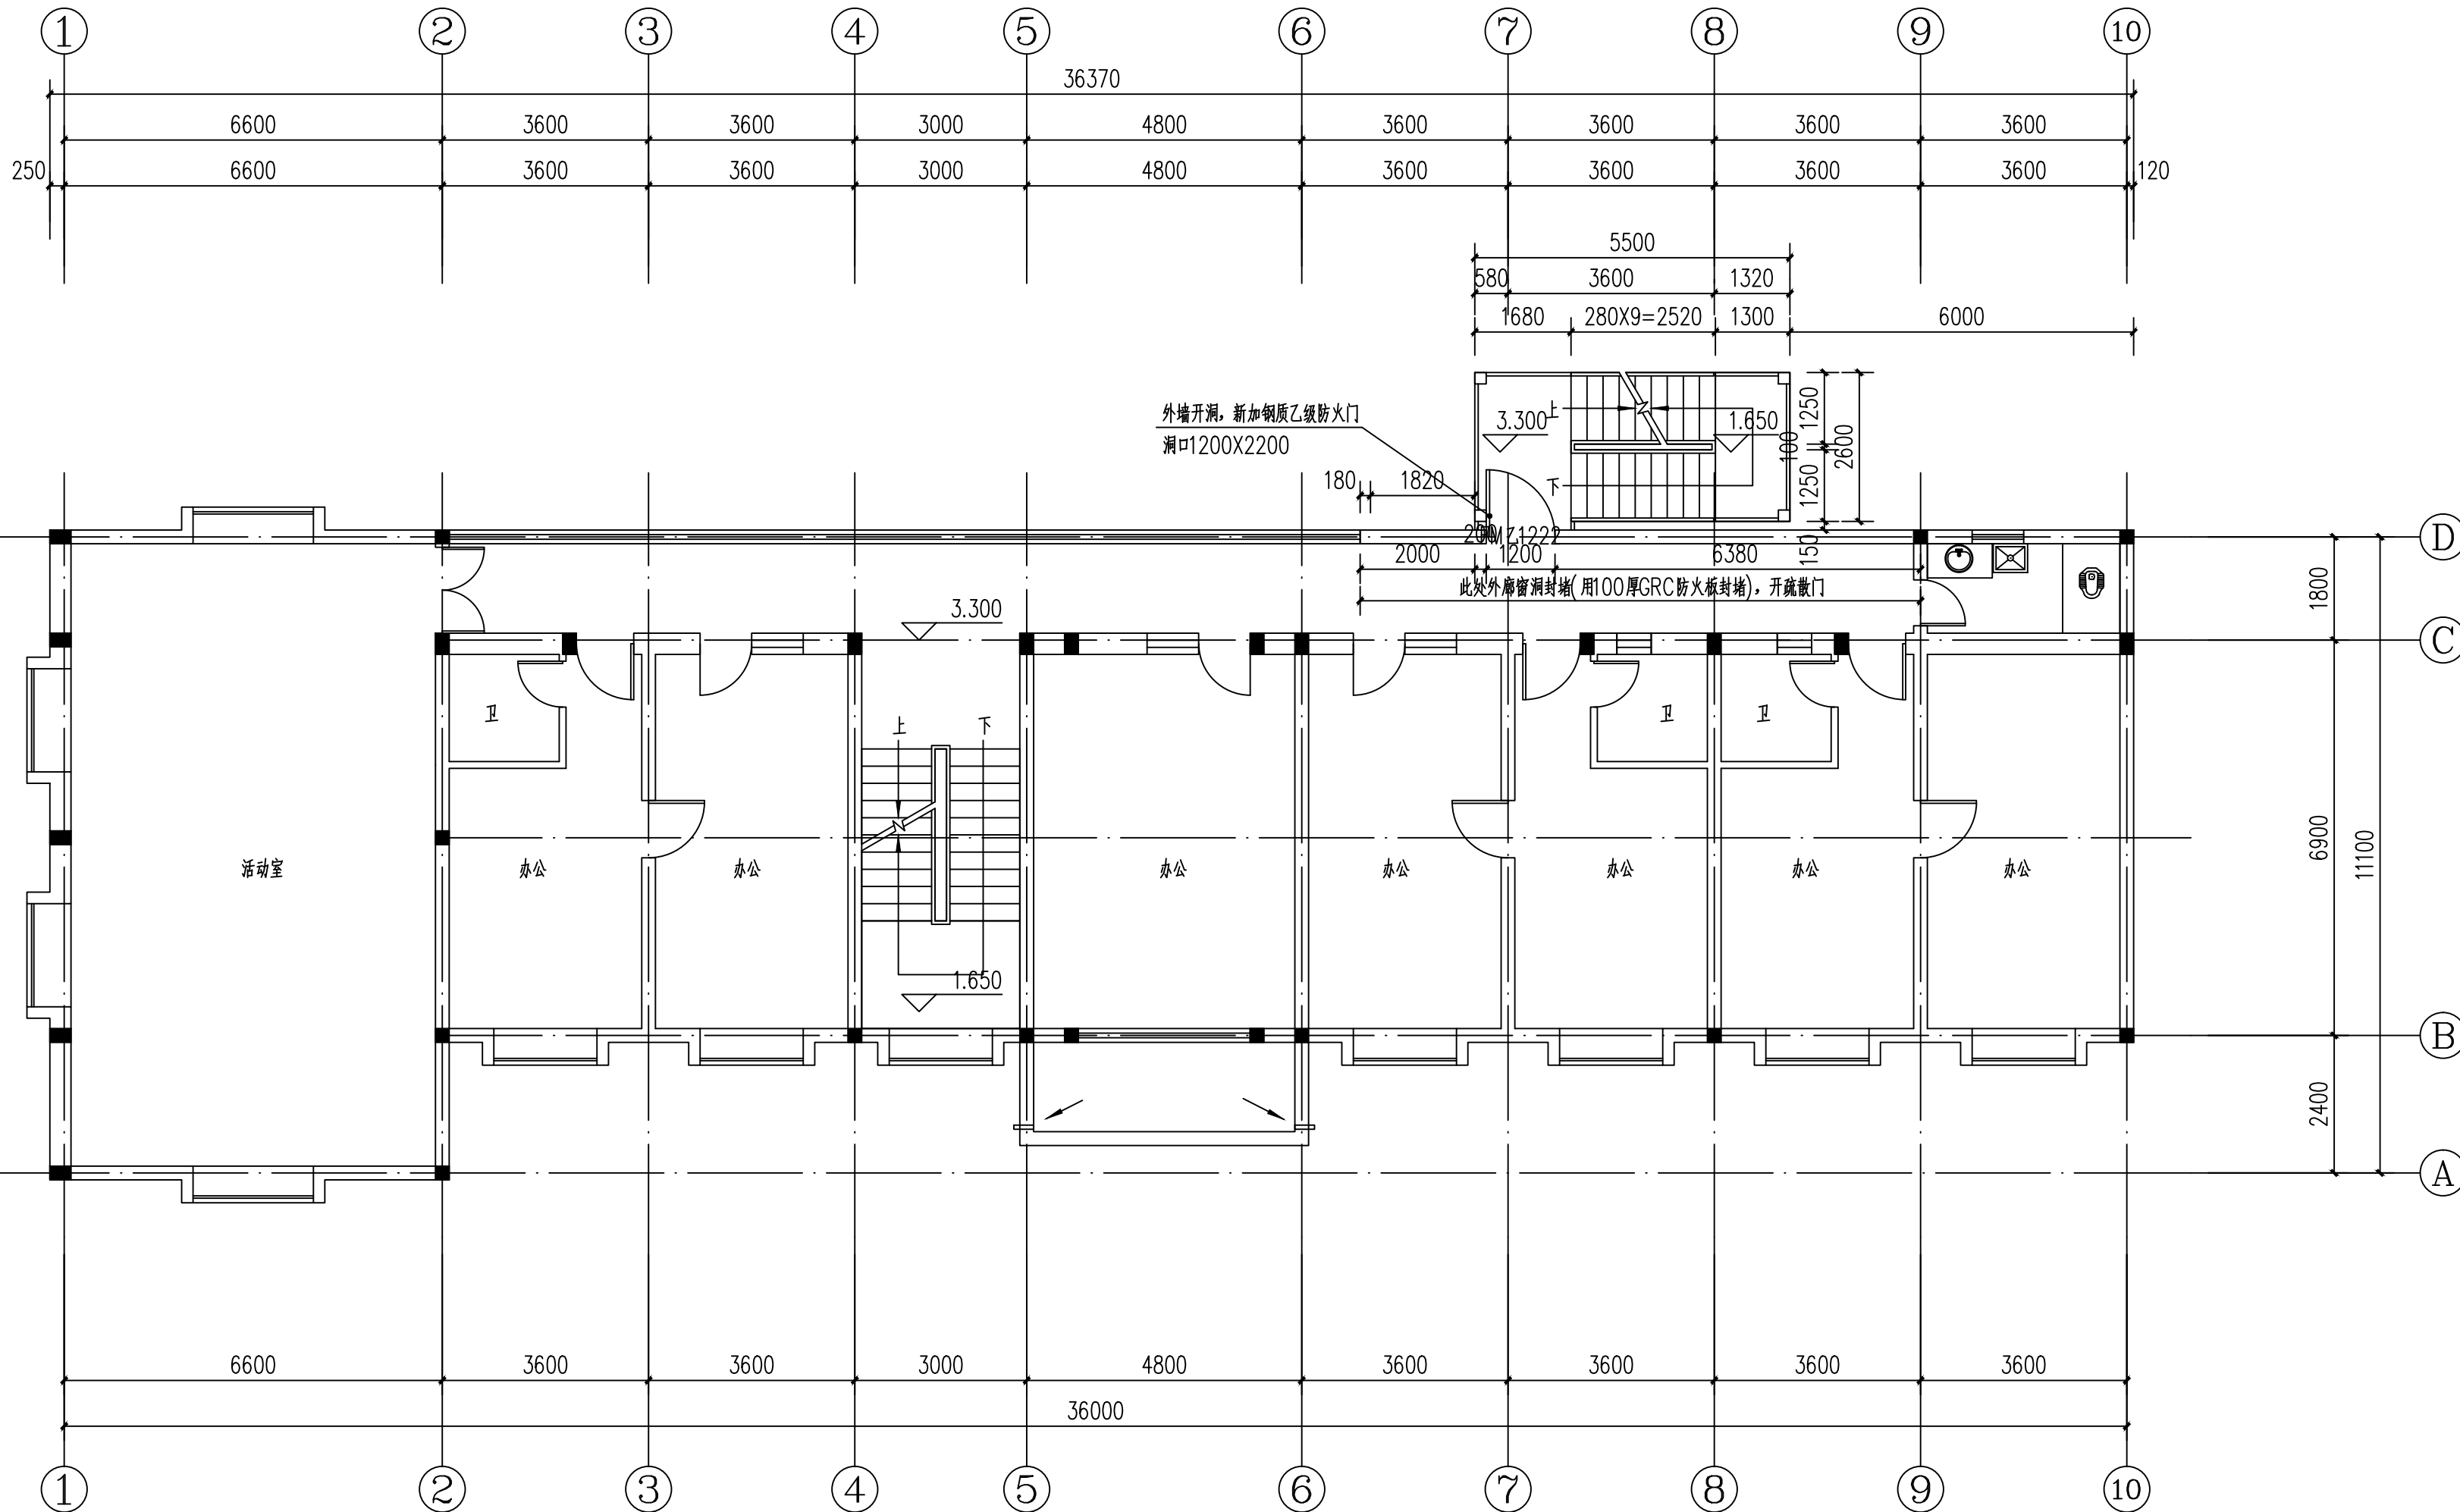 1 2 3 4 5 6 7 8 9 10
36370
6600 3600 3600 3000 4800 3600 3600 3600 3600
250 6600 3600 3600 3000 4800 3600 3600 3600 3600 120
5500
580 3600 1320
1680 280X9=2520 1300 6000
外墙开洞，新加钢质乙级防火门
洞口1200X2200
3.300 上 1.650
下
1250
100
1250
2600
150
180 1820
200 FM乙1222
2000 1200 6380
此处外廊窗洞封堵(用100厚GRC防火板封堵)，开疏散门
D
1800
3.300
C
卫 上 下 卫 卫
活动室 办公 办公 办公 办公 办公 办公 办公
6900
11100
1.650
B
2400
A
6600 3600 3600 3000 4800 3600 3600 3600 3600
36000
1 2 3 4 5 6 7 8 9 10